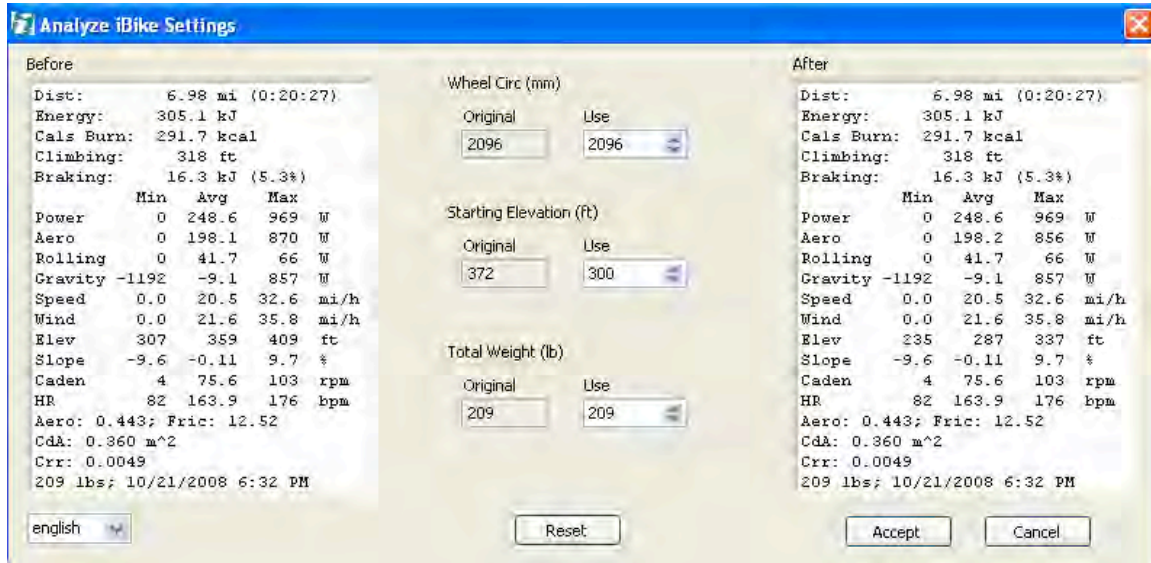 Analyze iBike Settings
Before
Dist: 6.98 mi (0:20:27)
Energy: 305.1 kJ
Cals Burn: 291.7 kcal
Climbing: 318 ft
Braking: 16.3 kJ (5.3%)
Min Avg Max
Power 0 248.6 969 W
Aero 0 198.1 870 W
Rolling 0 41.7 66 W
Gravity -1192 -9.1 857 W
Speed 0.0 20.5 32.6 mi/h
Wind 0.0 21.6 35.8 mi/h
Elev 307 359 409 ft
Slope -9.6 -0.11 9.7 %
Caden 4 75.6 103 rpm
HR 82 163.9 176 bpm
Aero: 0.443; Fric: 12.52
CdA: 0.360 m^2
Crr: 0.0049
209 lbs; 10/21/2008 6:32 PM
english
Wheel Circ (mm)
Original Use
2096 2096
Starting Elevation (ft)
Original Use
372 300
Total Weight (lb)
Original Use
209 209
Reset
After
Dist: 6.98 mi (0:20:27)
Energy: 305.1 kJ
Cals Burn: 291.7 kcal
Climbing: 318 ft
Braking: 16.3 kJ (5.3%)
Min Avg Max
Power 0 248.6 969 W
Aero 0 198.2 856 W
Rolling 0 41.7 66 W
Gravity -1192 -9.1 857 W
Speed 0.0 20.5 32.6 mi/h
Wind 0.0 21.6 35.8 mi/h
Elev 235 287 337 ft
Slope -9.6 -0.11 9.7 %
Caden 4 75.6 103 rpm
HR 82 163.9 176 bpm
Aero: 0.443; Fric: 12.52
CdA: 0.360 m^2
Crr: 0.0049
209 lbs; 10/21/2008 6:32 PM
Accept Cancel